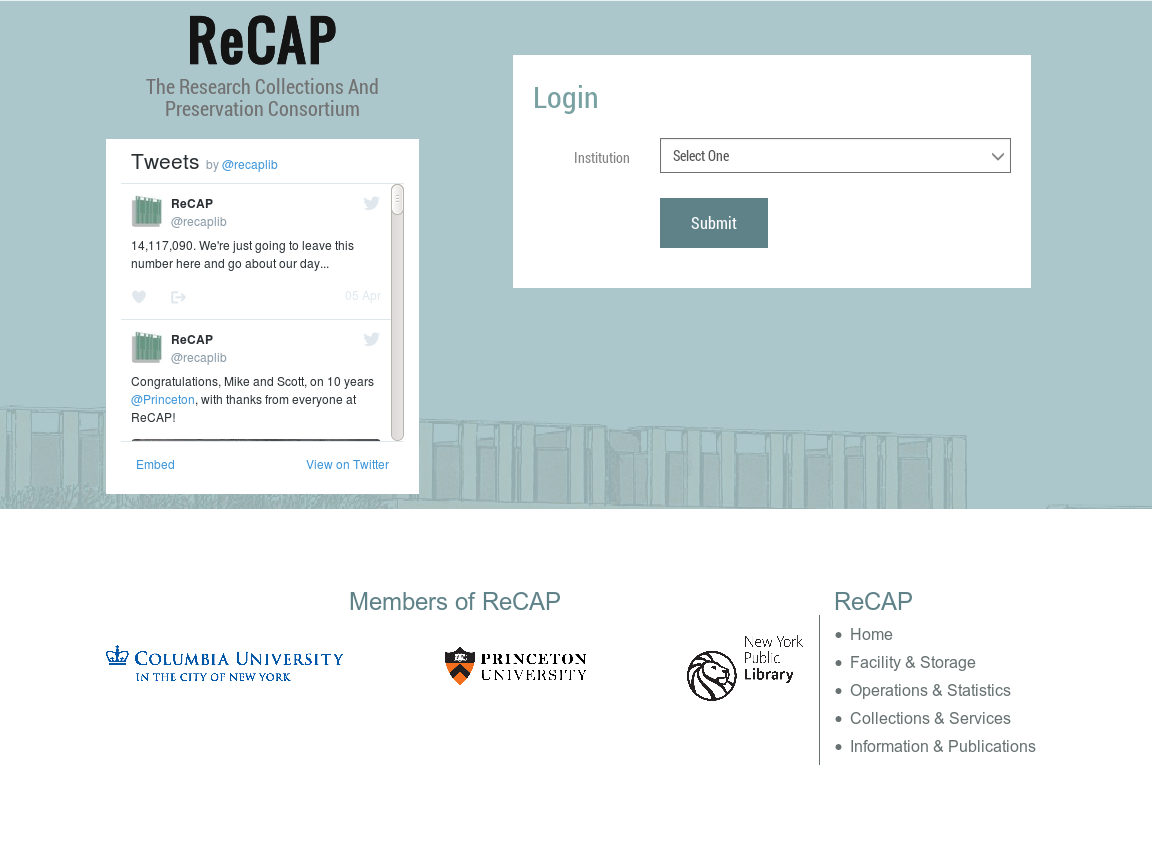 ReCAP
The Research Collections And
Preservation Consortium
Tweets by @recaplib
ReCAP
@recaplib
14,117,090. We're just going to leave this
number here and go about our day...
05 Apr
ReCAP
@recaplib
Congratulations, Mike and Scott, on 10 years
@Princeton, with thanks from everyone at
ReCAP!
Embed
View on Twitter
Login
Institution
Select One
Submit
Members of ReCAP
COLUMBIA UNIVERSITY
IN THE CITY OF NEW YORK
PRINCETON
UNIVERSITY
New York
Public
Library
ReCAP
Home
Facility & Storage
Operations & Statistics
Collections & Services
Information & Publications